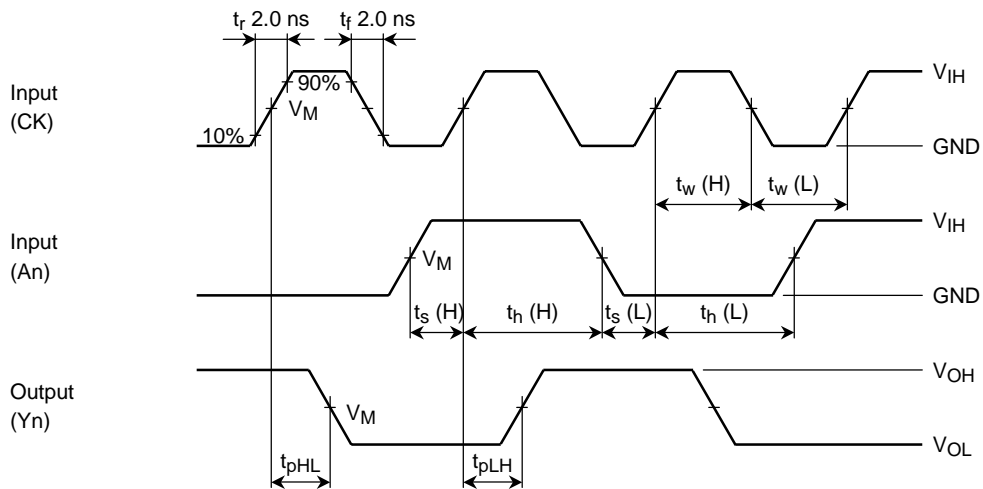 tr 2.0 ns tf 2.0 ns
Input
(CK)
90%
VM
10%
VIH
GND
tw (H) tw (L)
Input
(An)
VM
VIH
GND
ts (H) th (H) ts (L) th (L)
Output
(Yn)
VM
VOH
VOL
tpHL tpLH